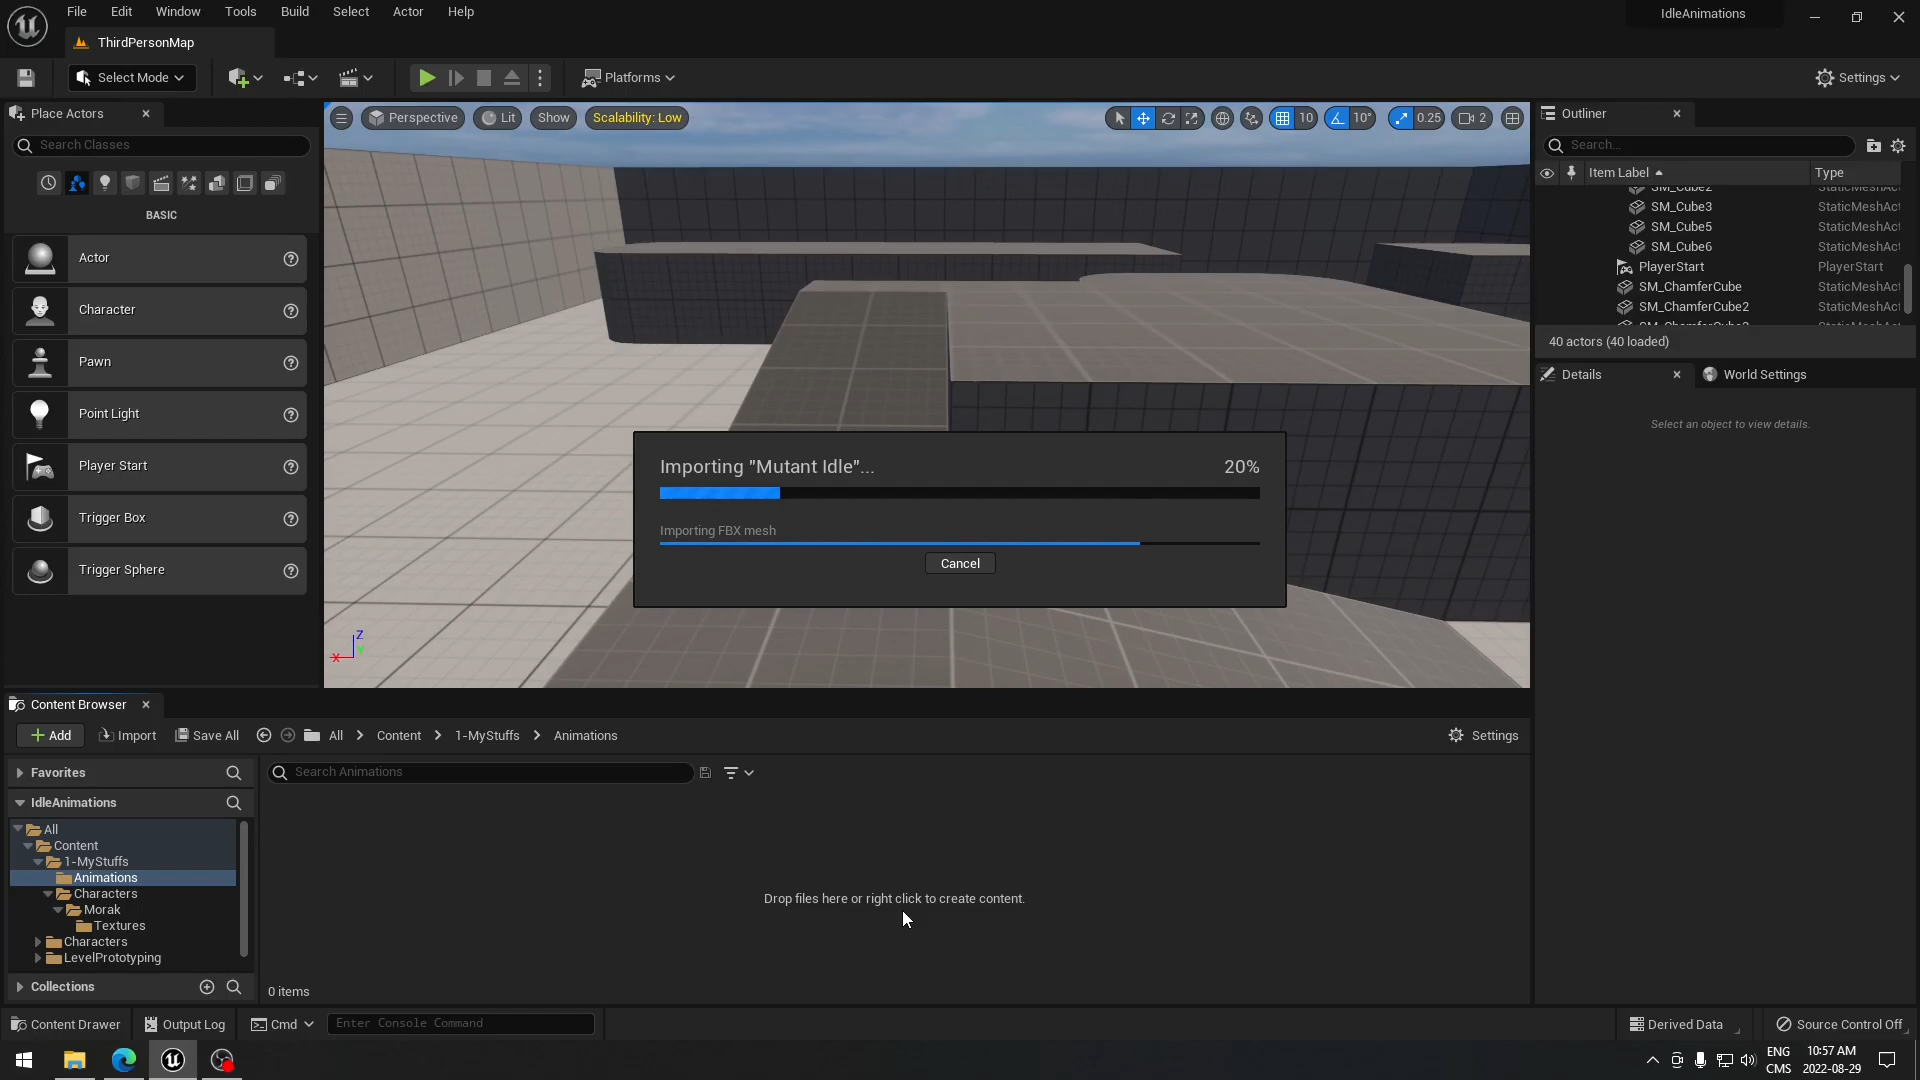 File Edit Window Tools Build Select Actor Help
IdleAnimations
ThirdPersonMap
Select Mode
Platforms
Settings
Place Actors
Search Classes
BASIC
Actor
Character
Pawn
Point Light
Player Start
Trigger Box
Trigger Sphere
Perspective Lit Show Scalability: Low
10 10° 0.25 2
Z
X
Importing "Mutant Idle"... 20%
Importing FBX mesh
Cancel
Outliner
Search...
Item Label Type
SM_Cube2 StaticMeshAct
SM_Cube3 StaticMeshAct
SM_Cube5 StaticMeshAct
SM_Cube6 StaticMeshAct
PlayerStart PlayerStart
SM_ChamferCube StaticMeshAct
SM_ChamferCube2 StaticMeshAct
40 actors (40 loaded)
Details World Settings
Select an object to view details.
Content Browser
Add Import Save All All > Content > 1-MyStuffs > Animations Settings
Favorites
IdleAnimations
All
Content
1-MyStuffs
Animations
Characters
Morak
Textures
Characters
LevelPrototyping
Collections
Search Animations
Drop files here or right click to create content.
0 items
Content Drawer Output Log Cmd Enter Console Command Derived Data Source Control Off
ENG
CMS
10:57 AM
2022-08-29